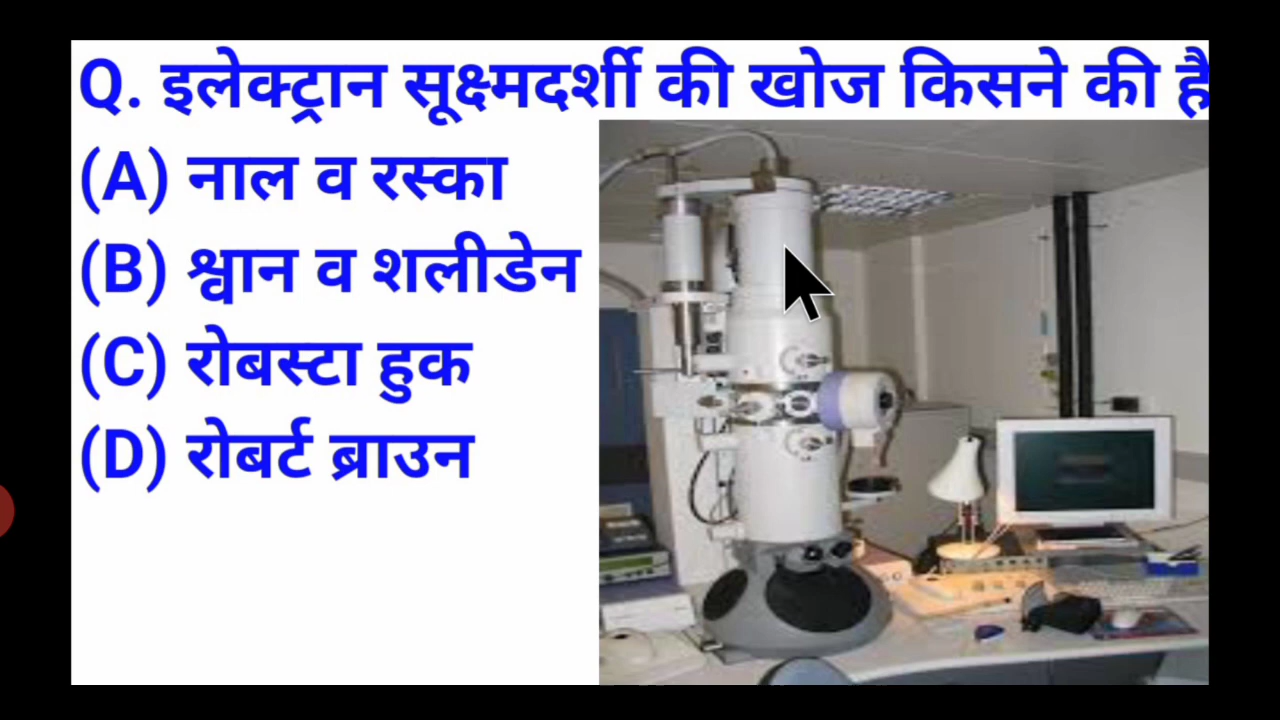 Q. इलेक्ट्रान सूक्ष्मदर्शी की खोज किसने की है
(A) नाल व रस्का
(B) श्वान व शलीडेन
(C) रोबस्टा हुक
(D) रोबर्ट ब्राउन